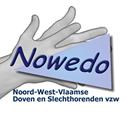 Nowedo
Noord-West-Vlaamse
Doven en Slechthorenden vzw